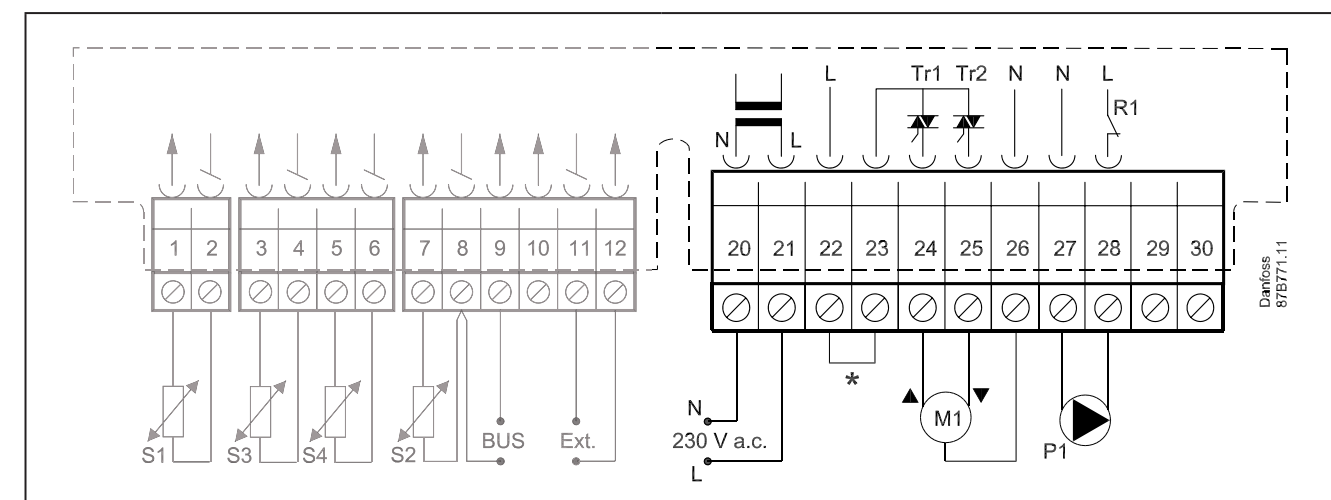 L Tr1 Tr2 N N L
R1
N L
1 2 3 4 5 6 7 8 9 10 11 12
20 21 22 23 24 25 26 27 28 29 30
Danfoss
87B771.11
*
N
230 V a.c.
L
M1
P1
S1 S3 S4 S2 BUS Ext.